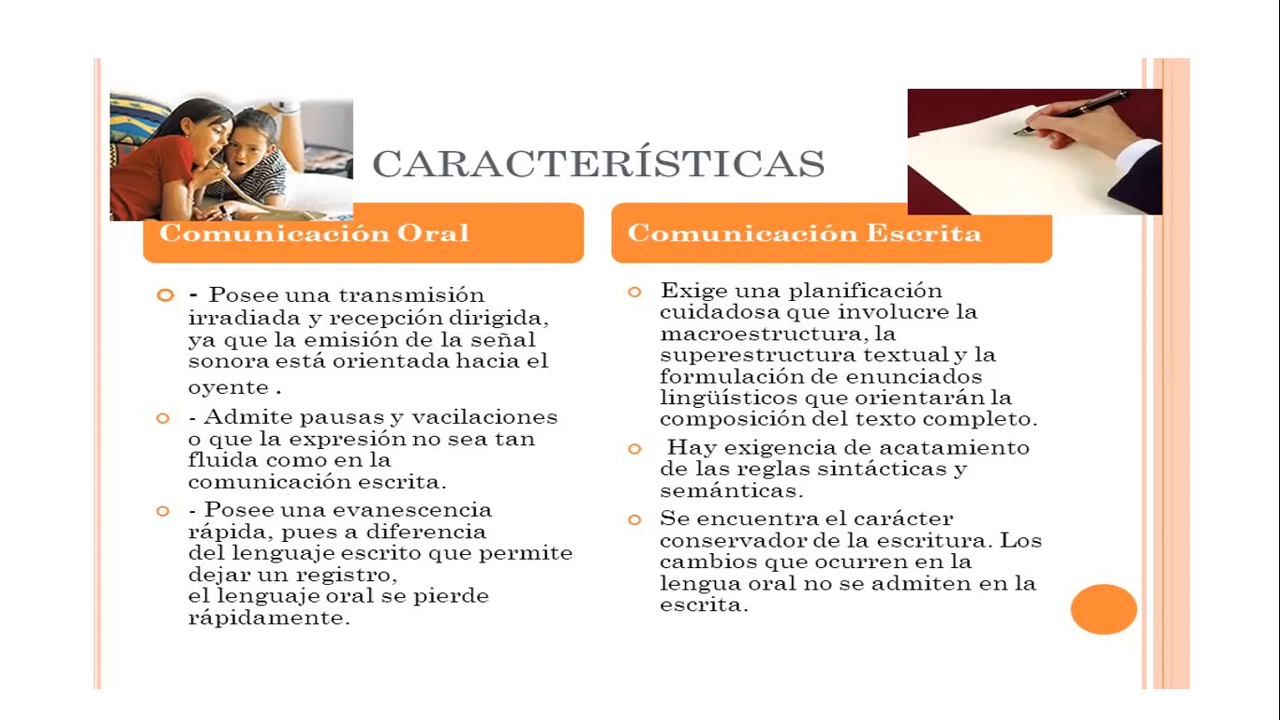 CARACTERÍSTICAS
Comunicación Oral
- Posee una transmisión
irradiada y recepción dirigida,
ya que la emisión de la señal
sonora está orientada hacia el
oyente .
- Admite pausas y vacilaciones
o que la expresión no sea tan
fluida como en la
comunicación escrita.
- Posee una evanescencia
rápida, pues a diferencia
del lenguaje escrito que permite
dejar un registro,
el lenguaje oral se pierde
rápidamente.
Comunicación Escrita
Exige una planificación
cuidadosa que involucre la
macroestructura, la
superestructura textual y la
formulación de enunciados
lingüísticos que orientarán la
composición del texto completo.
Hay exigencia de acatamiento
de las reglas sintácticas y
semánticas.
Se encuentra el carácter
conservador de la escritura. Los
cambios que ocurren en la
lengua oral no se admiten en la
escrita.